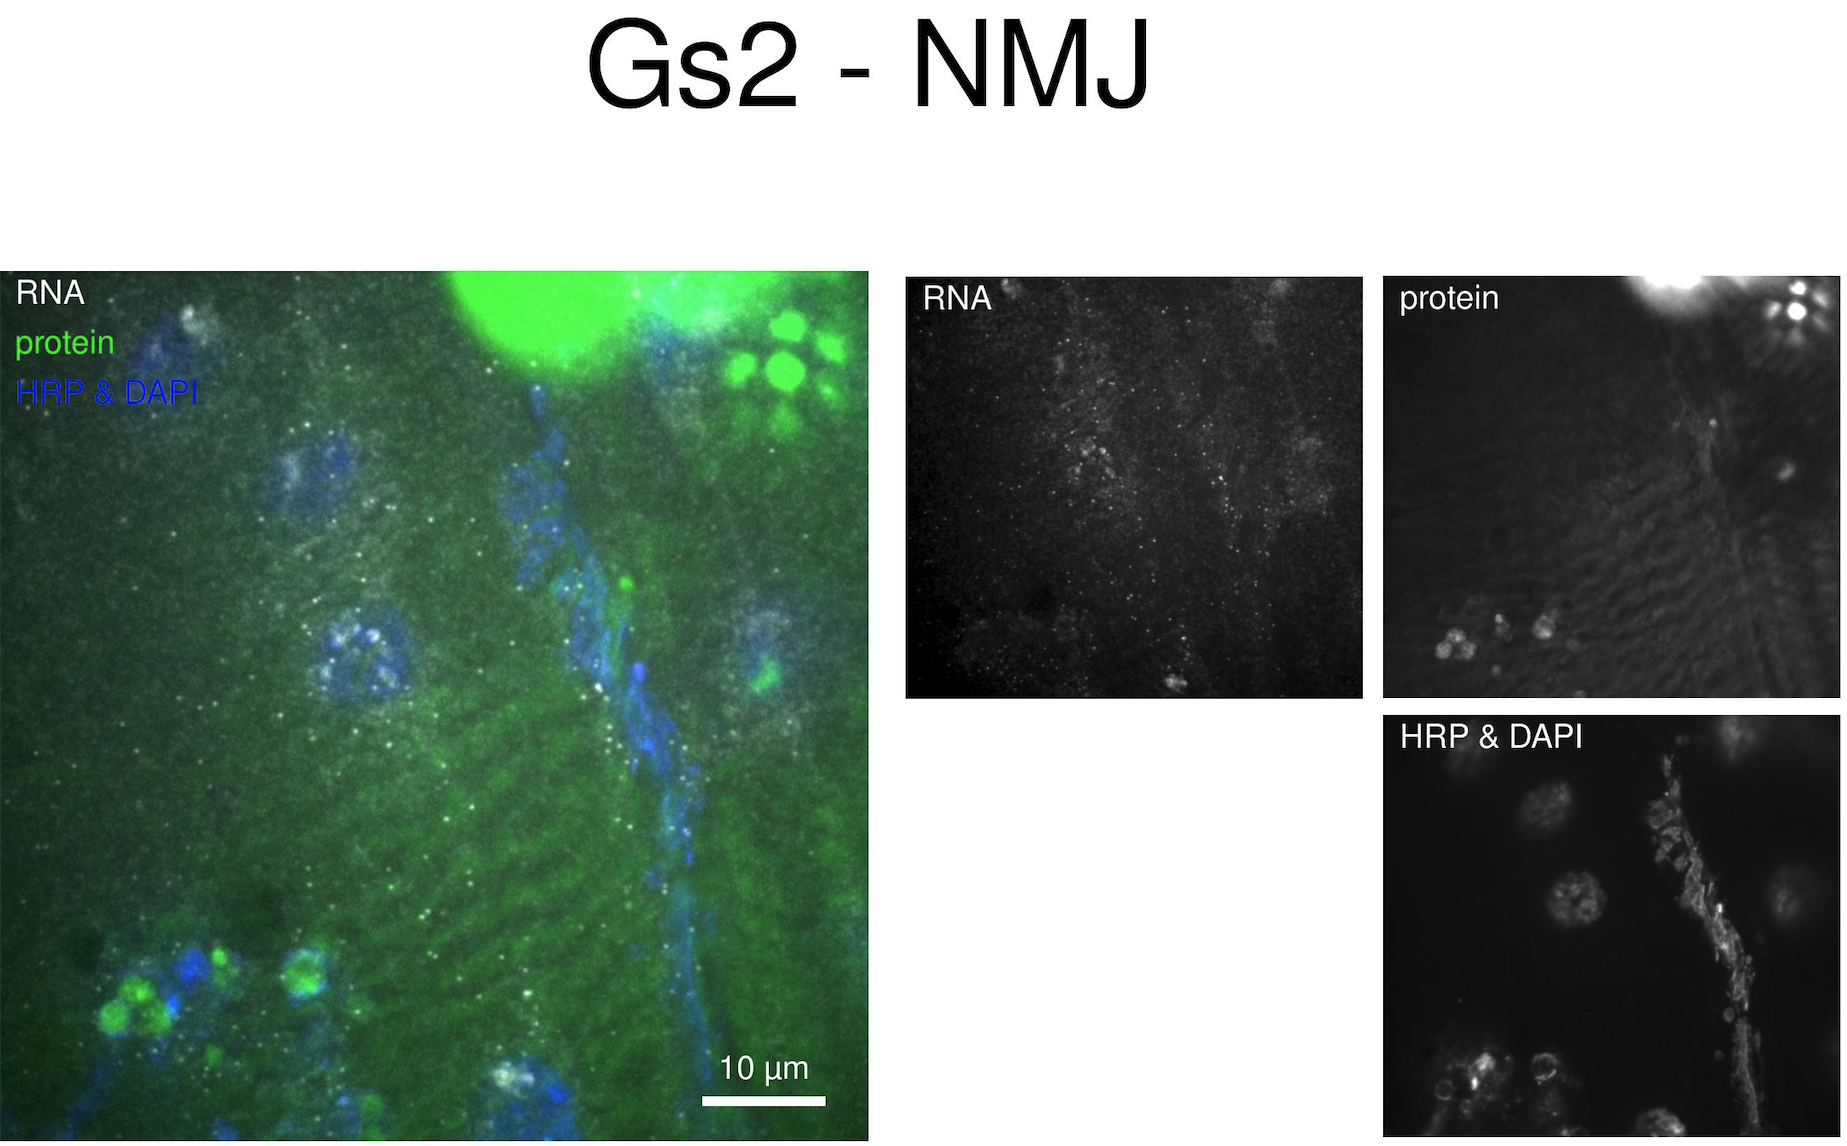 Gs2 - NMJ
RNA
protein
HRP & DAPI
10 µm
RNA
protein
HRP & DAPI